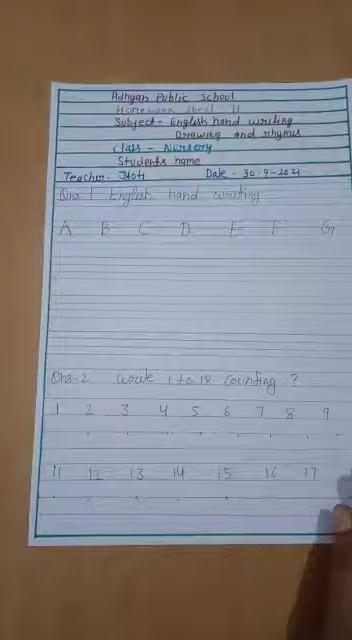 Adhyan Public School
Homework Sheet - 11
Subject - English hand writing
Drawing and rhymes
Class - Nursery
Students name
Teacher - Jyoti Date - 30-9-2021
Qns 1 English hand writing
A B C D E F G
Qns-2 write 1 to 18 counting ?
1 2 3 4 5 6 7 8 9
11 12 13 14 15 16 17